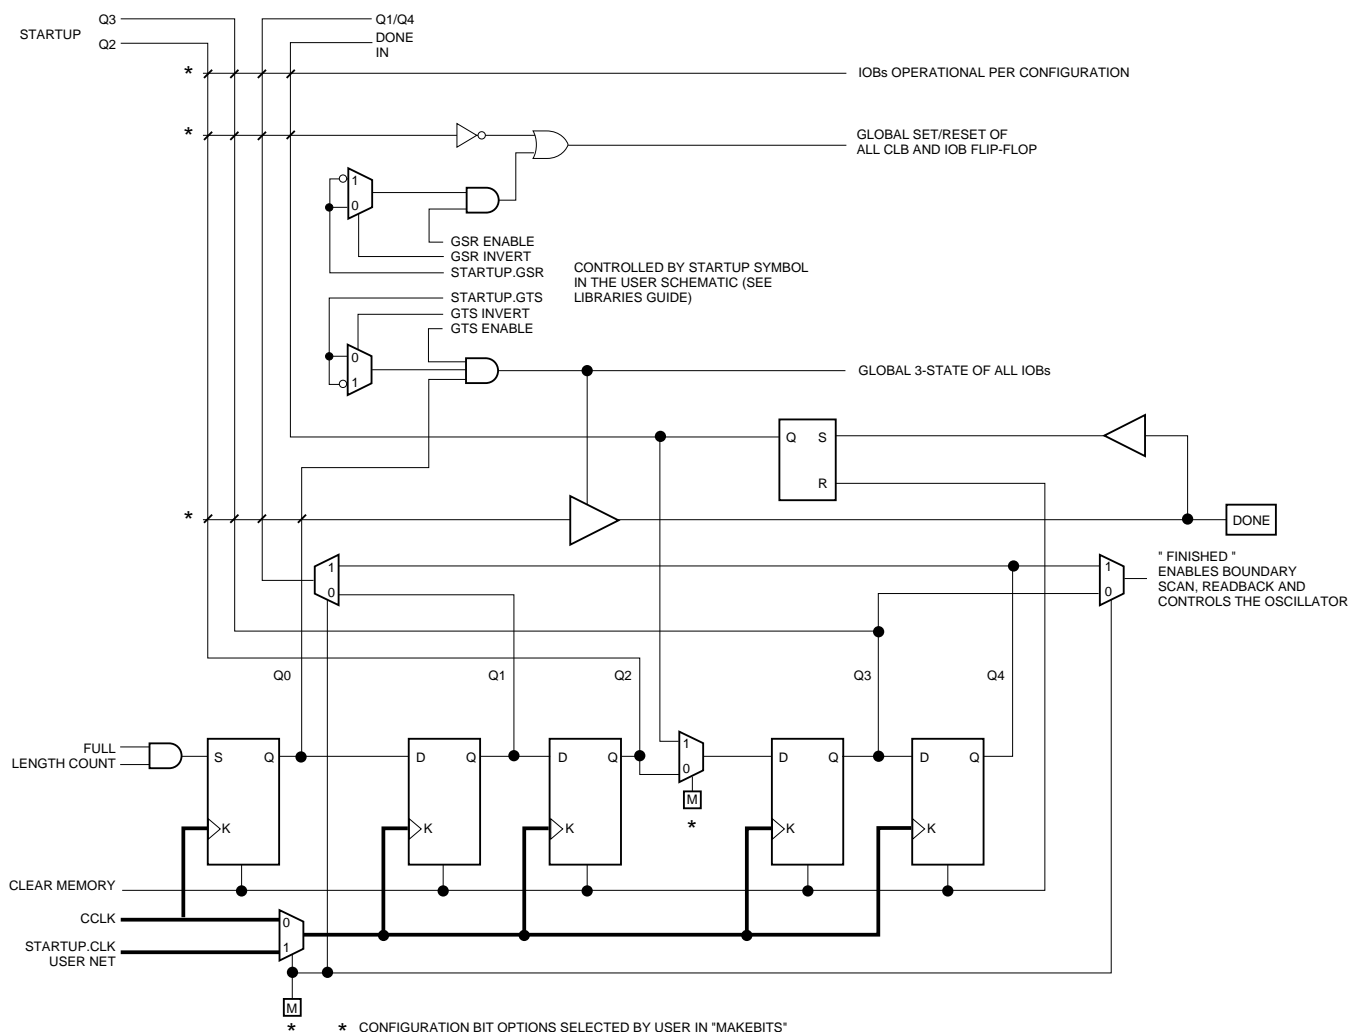 STARTUP
Q3
Q2
Q1/Q4
DONE
IN
*
IOBs OPERATIONAL PER CONFIGURATION
*
GLOBAL SET/RESET OF
ALL CLB AND IOB FLIP-FLOP
1
0
GSR ENABLE
GSR INVERT
STARTUP.GSR
CONTROLLED BY STARTUP SYMBOL
IN THE USER SCHEMATIC (SEE
LIBRARIES GUIDE)
STARTUP.GTS
GTS INVERT
GTS ENABLE
0
1
GLOBAL 3-STATE OF ALL IOBs
Q S
R
*
DONE
1
0
1
0
" FINISHED "
ENABLES BOUNDARY
SCAN, READBACK AND
CONTROLS THE OSCILLATOR
Q0
Q1
Q2
Q3
Q4
FULL
LENGTH COUNT
S Q
K
D Q
K
D Q
K
1
0
M
*
D Q
K
D Q
K
CLEAR MEMORY
CCLK
STARTUP.CLK
USER NET
0
1
M
*
* CONFIGURATION BIT OPTIONS SELECTED BY USER IN "MAKEBITS"